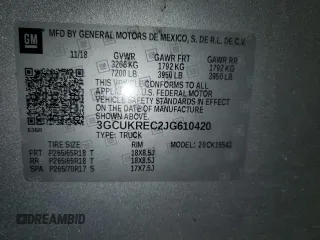 GM
MFD BY GENERAL MOTORS DE MEXICO, S. DE R.L. DE C.V.
11/18 GVWR GAWR FRT GAWR RR
3266 KG 1792 KG 1792 KG
7200 LB 3950 LB 3950 LB
THIS VEHICLE CONFORMS TO ALL
APPLICABLE U.S. FEDERAL MOTOR
VEHICLE SAFETY STANDARDS IN EFFECT
ON THE DATE OF MANUFACTURE
SHOWN ABOVE.
3GCUKREC2JG610420
TYPE: TRUCK
TIRE SIZE RIM MODEL:
FRT P265/65R18 T 18X8.5J
RR P265/65R18 T 18X8.5J
SPA P265/70R17 S 17X7.5J
DREAMBID